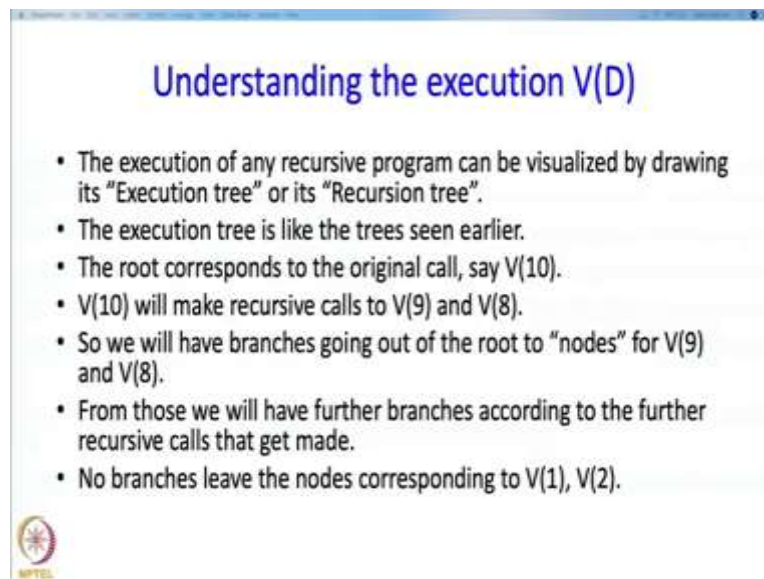 Understanding the execution V(D)
• The execution of any recursive program can be visualized by drawing
its "Execution tree" or its "Recursion tree".
• The execution tree is like the trees seen earlier.
• The root corresponds to the original call, say V(10).
• V(10) will make recursive calls to V(9) and V(8).
• So we will have branches going out of the root to "nodes" for V(9)
and V(8).
• From those we will have further branches according to the further
recursive calls that get made.
• No branches leave the nodes corresponding to V(1), V(2).
NPTEL